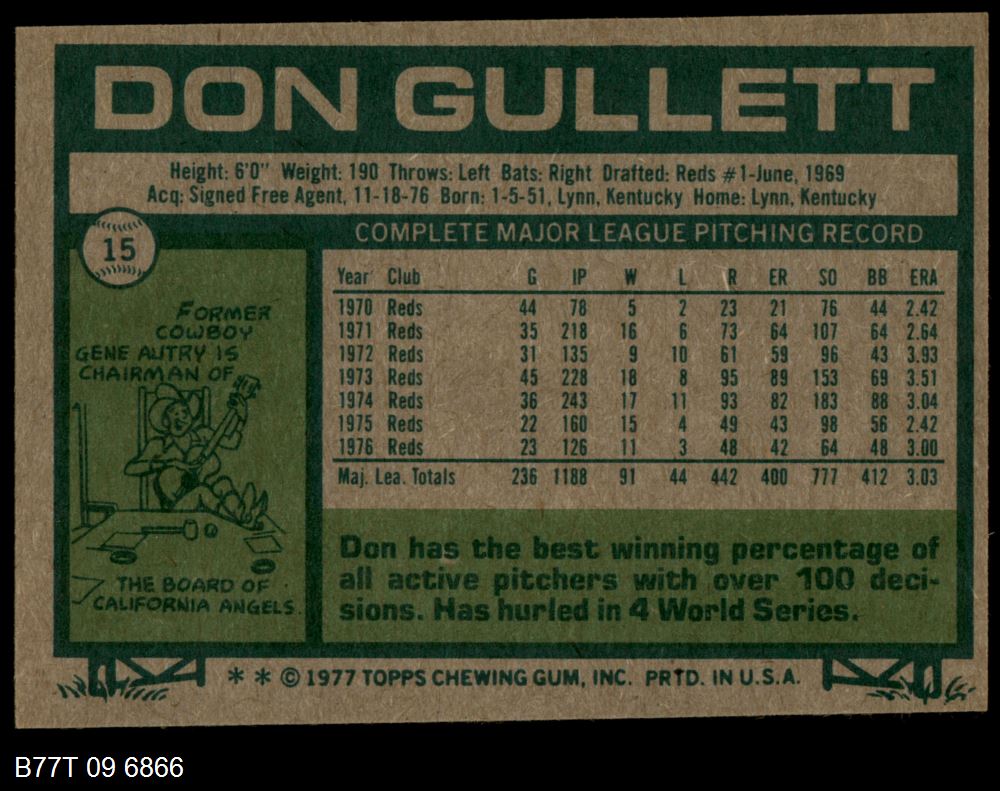 DON GULLETT
Height: 6'0" Weight: 190 Throws: Left Bats: Right Drafted: Reds #1-June, 1969
Acq: Signed Free Agent, 11-18-76 Born: 1-5-51, Lynn, Kentucky Home: Lynn, Kentucky
15
COMPLETE MAJOR LEAGUE PITCHING RECORD
Year Club G IP W L R ER SO BB ERA
1970 Reds 44 78 5 2 23 21 76 44 2.42
1971 Reds 35 218 16 6 73 64 107 64 2.64
1972 Reds 31 135 9 10 61 59 96 43 3.93
1973 Reds 45 228 18 8 95 89 153 69 3.51
1974 Reds 36 243 17 11 93 82 183 88 3.04
1975 Reds 22 160 15 4 49 43 98 56 2.42
1976 Reds 23 126 11 3 48 42 64 48 3.00
Maj. Lea. Totals 236 1188 91 44 442 400 777 412 3.03
FORMER
COWBOY
GENE AUTRY IS
CHAIRMAN OF
THE BOARD OF
CALIFORNIA ANGELS.
Don has the best winning percentage of
all active pitchers with over 100 deci-
sions. Has hurled in 4 World Series.
* * © 1977 TOPPS CHEWING GUM, INC. PRTD. IN U.S.A.
B77T 09 6866